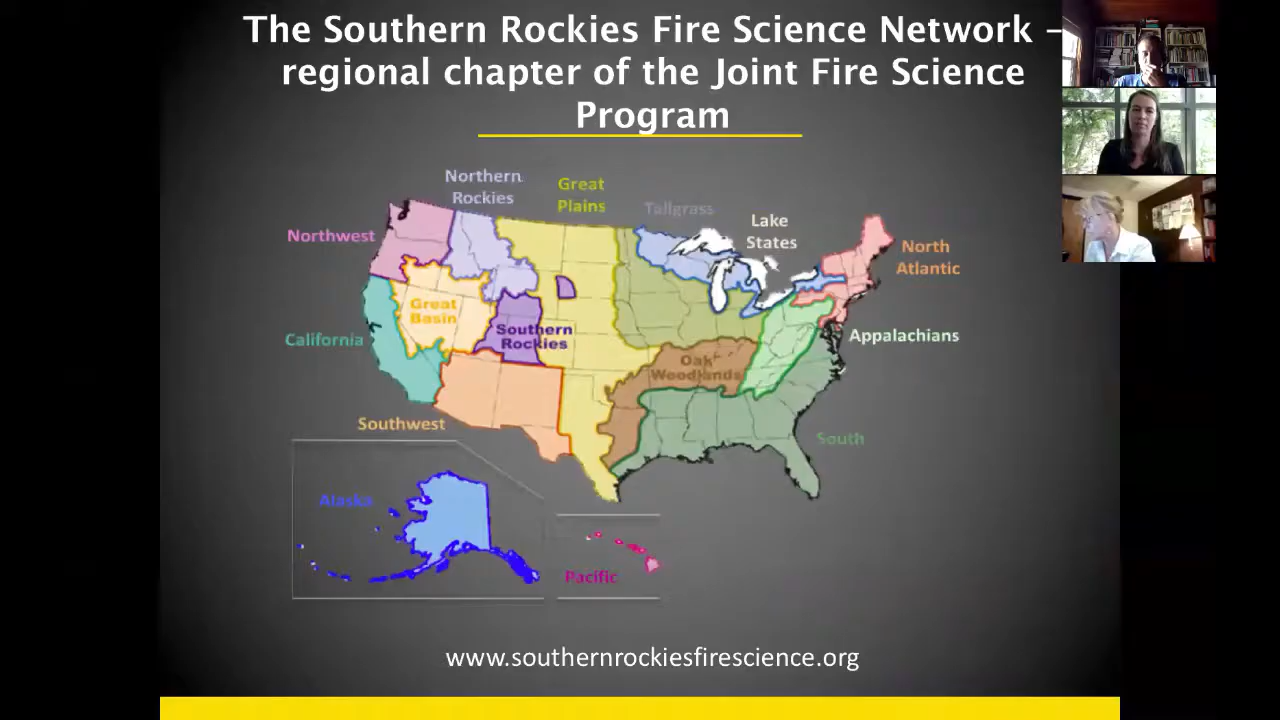 The Southern Rockies Fire Science Network –
regional chapter of the Joint Fire Science
Program
Northern
Rockies
Great
Plains
Tallgrass
Lake
States
Northwest
North
Atlantic
Great
Basin
Southern
Rockies
California
Appalachians
Oak
Woodlands
Southwest
South
Alaska
Pacific
www.southernrockiesfirescience.org